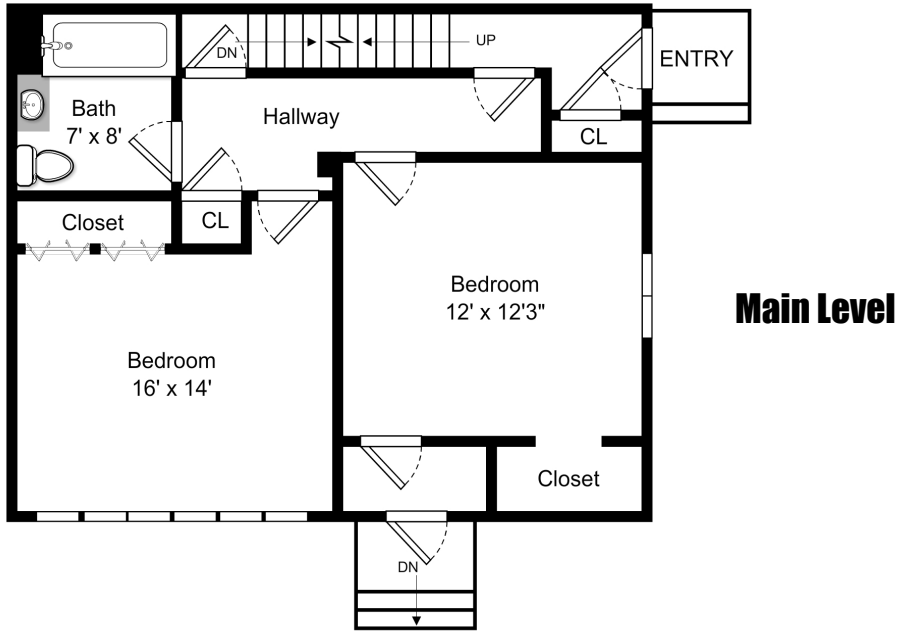 DN
UP
ENTRY
Bath
7' x 8'
Hallway
CL
Closet
CL
Bedroom
12' x 12'3"
Main Level
Bedroom
16' x 14'
Closet
DN